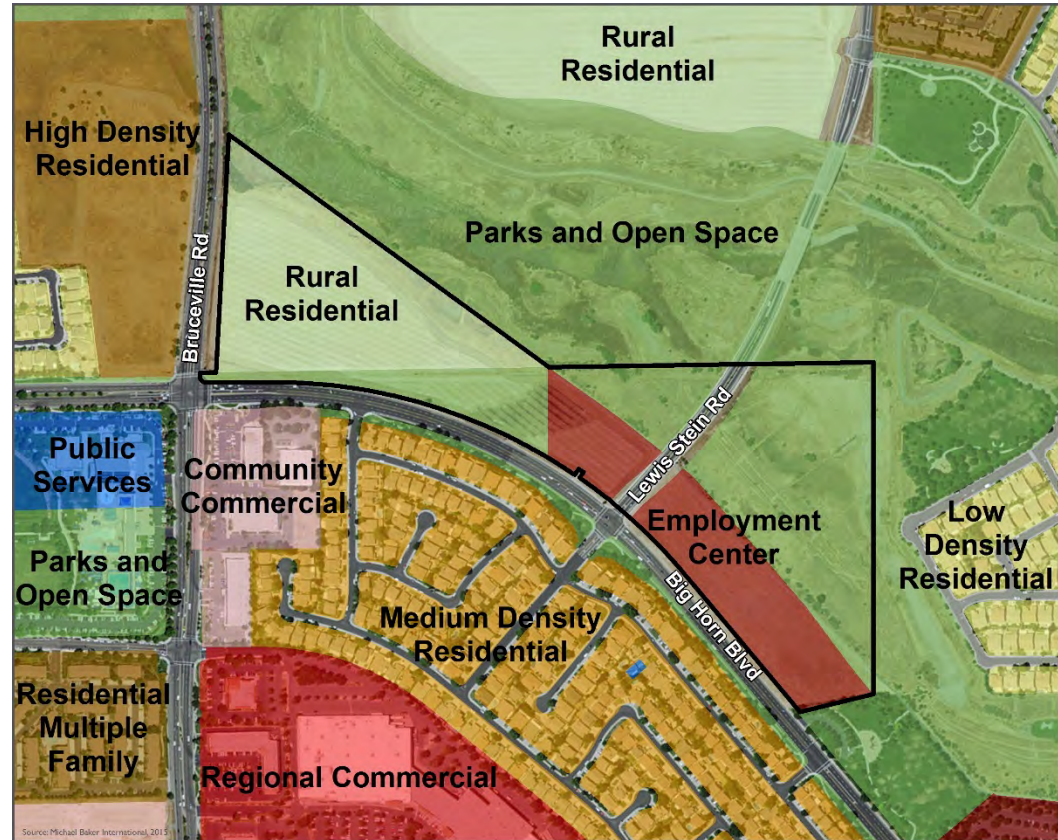 Rural
Residential
High Density
Residential
Parks and Open Space
Rural
Residential
Bruceville Rd
Lewis Stein Rd
Public
Services
Community
Commercial
Employment
Center
Low
Density
Residential
Parks and
Open Space
Medium Density
Residential
Big Horn Blvd
Residential
Multiple
Family
Regional Commercial
Source: Michael Baker International, 2015